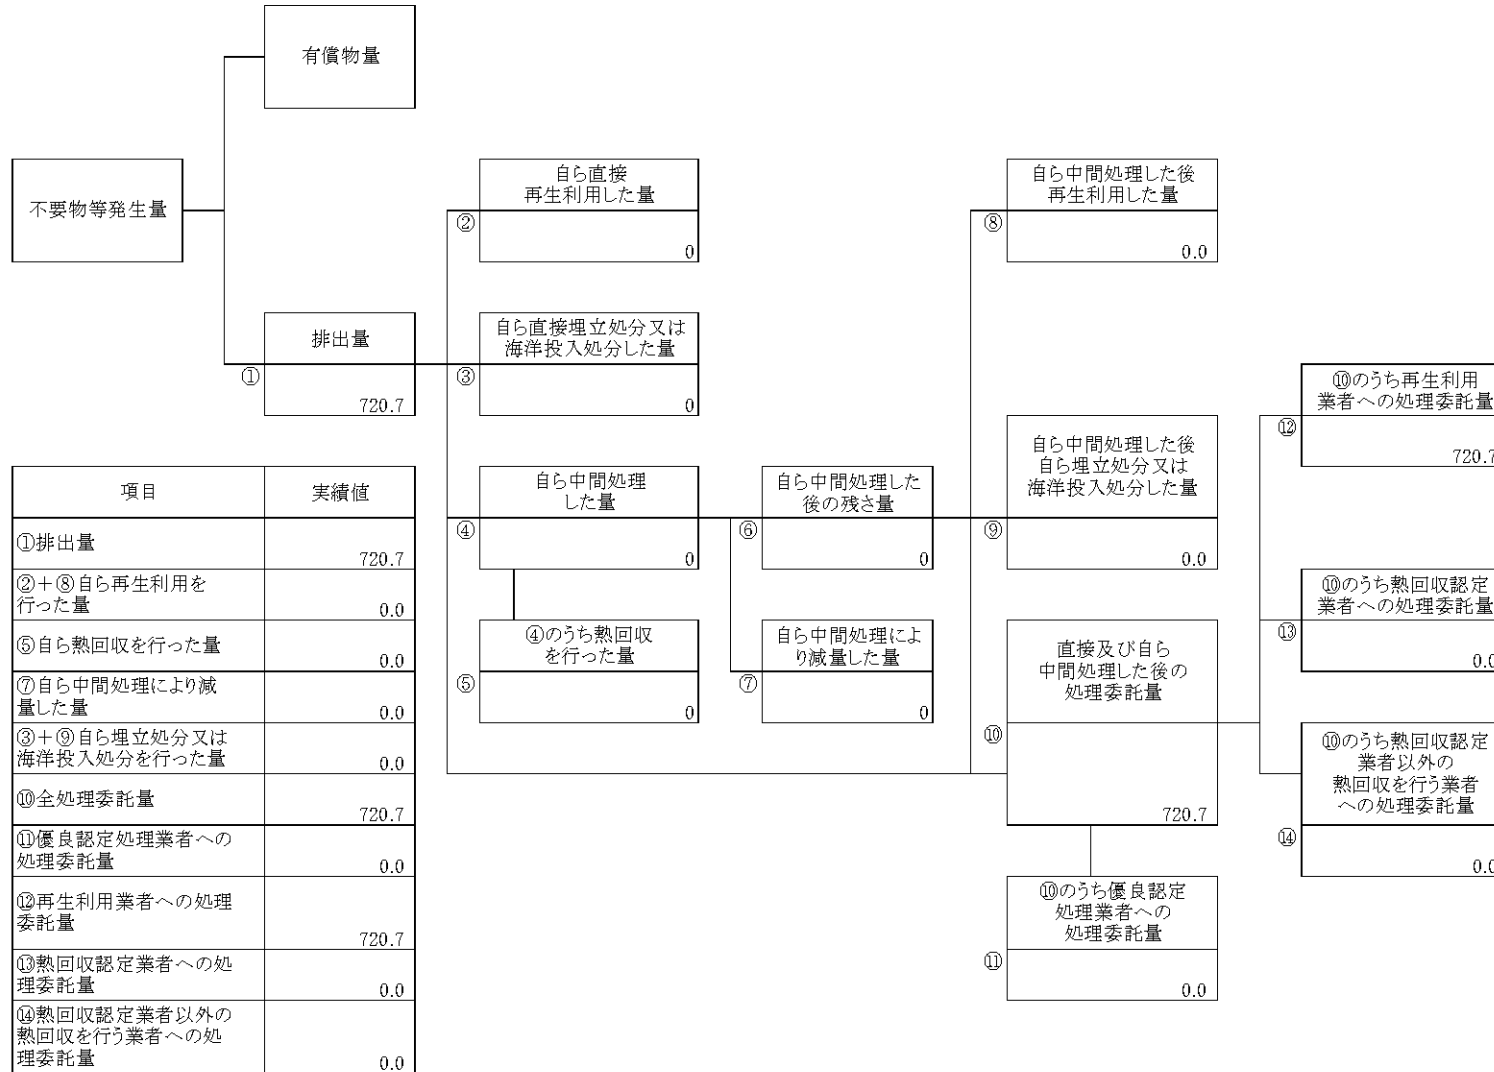 有償物量
不要物等発生量
自ら直接
再生利用した量
②
0
自ら中間処理した後
再生利用した量
⑧
0.0
排出量
①
720.7
自ら直接埋立処分又は
海洋投入処分した量
③
0
⑩のうち再生利用
業者への処理委託量
⑫
720.7
自ら中間処理
した量
④
0
自ら中間処理した
後の残さ量
⑥
0
自ら中間処理した後
自ら埋立処分又は
海洋投入処分した量
⑨
0.0
⑩のうち熱回収認定
業者への処理委託量
⑬
0.0
④のうち熱回収
を行った量
⑤
0
自ら中間処理によ
り減量した量
⑦
0
直接及び自ら
中間処理した後の
処理委託量
⑩
720.7
⑩のうち熱回収認定
業者以外の
熱回収を行う業者
への処理委託量
⑭
0.0
⑩のうち優良認定
処理業者への
処理委託量
⑪
0.0
項目
実績値
①排出量
720.7
②＋⑧自ら再生利用を
行った量
0.0
⑤自ら熱回収を行った量
0.0
⑦自ら中間処理により減
量した量
0.0
③＋⑨自ら埋立処分又は
海洋投入処分を行った量
0.0
⑩全処理委託量
720.7
⑪優良認定処理業者への
処理委託量
0.0
⑫再生利用業者への処理
委託量
720.7
⑬熱回収認定業者への処
理委託量
0.0
⑭熱回収認定業者以外の
熱回収を行う業者への処
理委託量
0.0